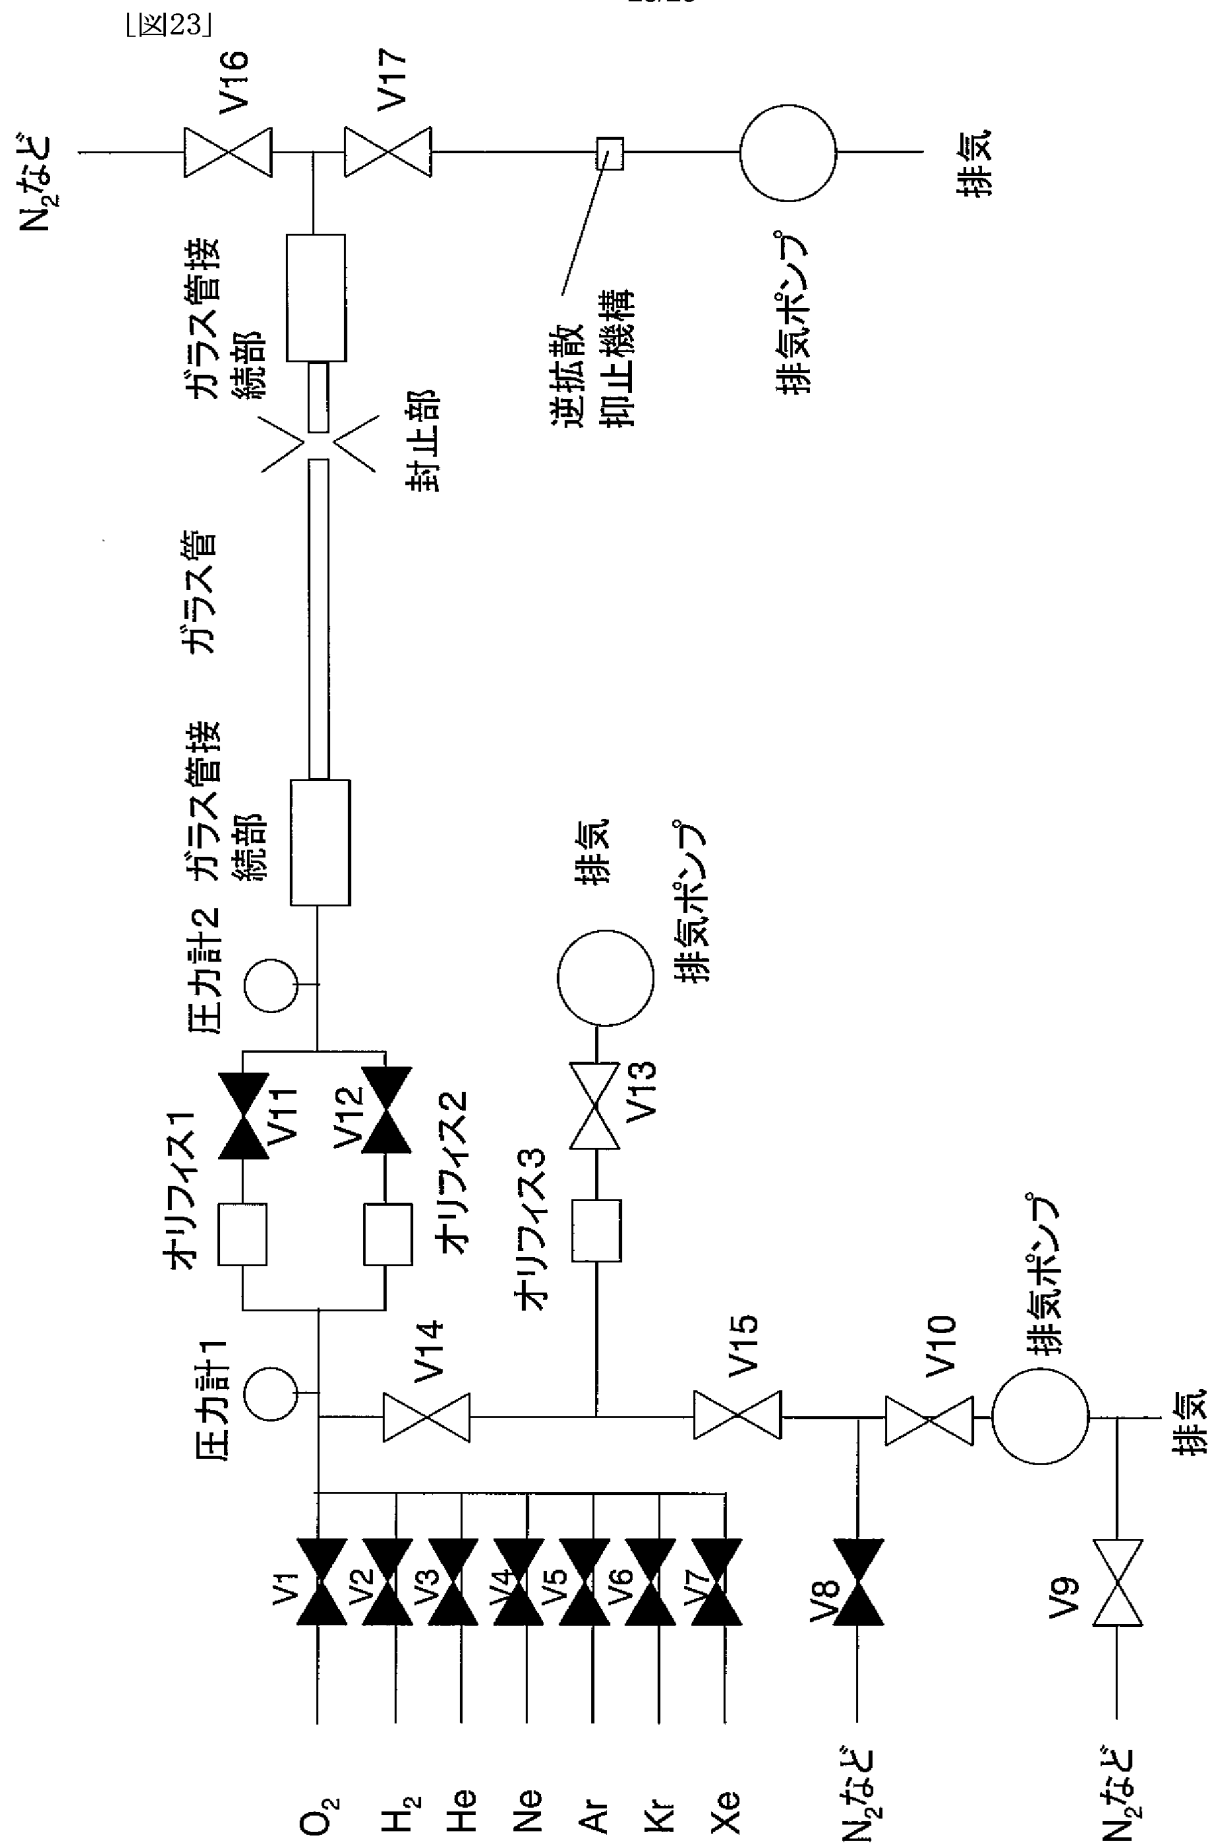 [図23]
N₂など
V16
V17
ガラス管接
続部
排気
排気ポンプ
逆拡散
抑止機構
封止部
ガラス管
ガラス管接
続部
圧力計2
排気
排気ポンプ
V11
V12
V13
オリフィス1
オリフィス2
オリフィス3
圧力計1
V14
V15
V10
排気ポンプ
排気
V1
V2
V3
V4
V5
V6
V7
V8
V9
O₂
H₂
He
Ne
Ar
Kr
Xe
N₂など
N₂など